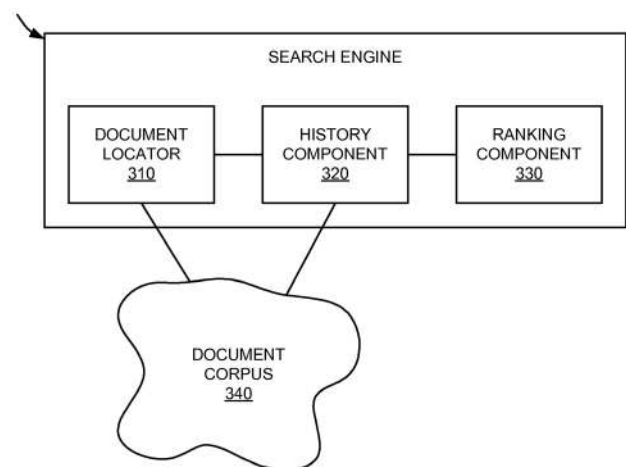 SEARCH ENGINE
DOCUMENT
LOCATOR
310
HISTORY
COMPONENT
320
RANKING
COMPONENT
330
DOCUMENT
CORPUS
340